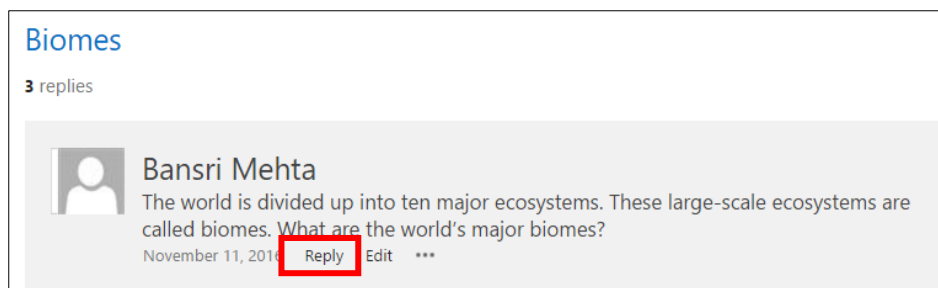 Biomes
3 replies
Bansri Mehta
The world is divided up into ten major ecosystems. These large-scale ecosystems are
called biomes. What are the world's major biomes?
November 11, 2016 Reply Edit •••